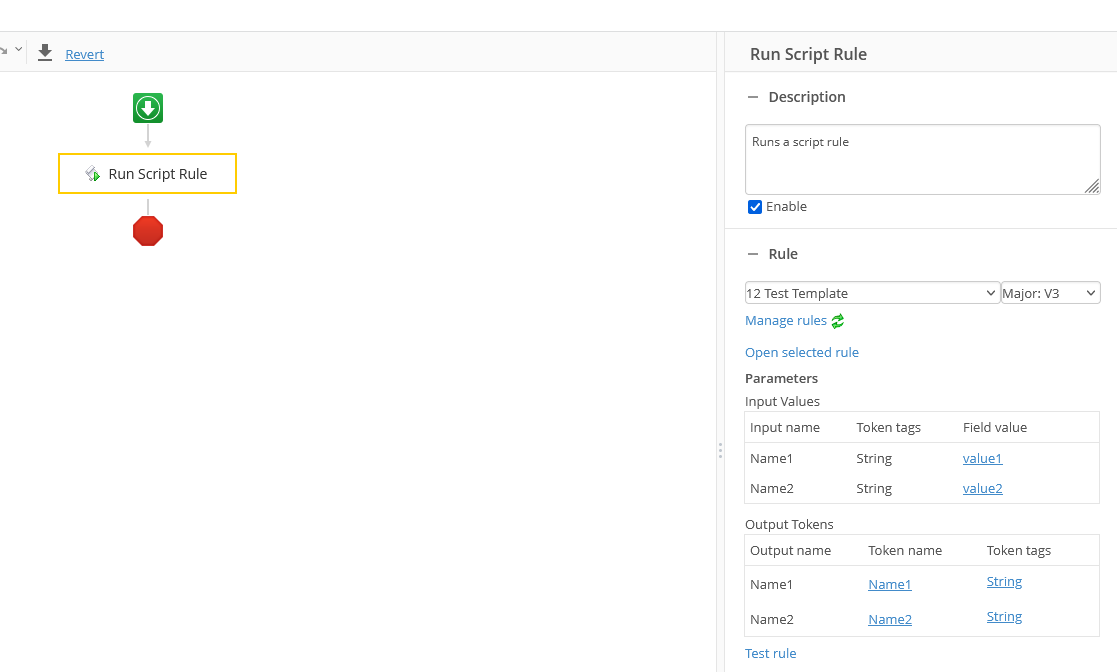 Revert
Run Script Rule
Run Script Rule
Description
Runs a script rule
Enable
Rule
12 Test Template Major: V3
Manage rules
Open selected rule
Parameters
Input Values
Input name Token tags Field value
Name1 String value1
Name2 String value2
Output Tokens
Output name Token name Token tags
Name1 Name1 String
Name2 Name2 String
Test rule